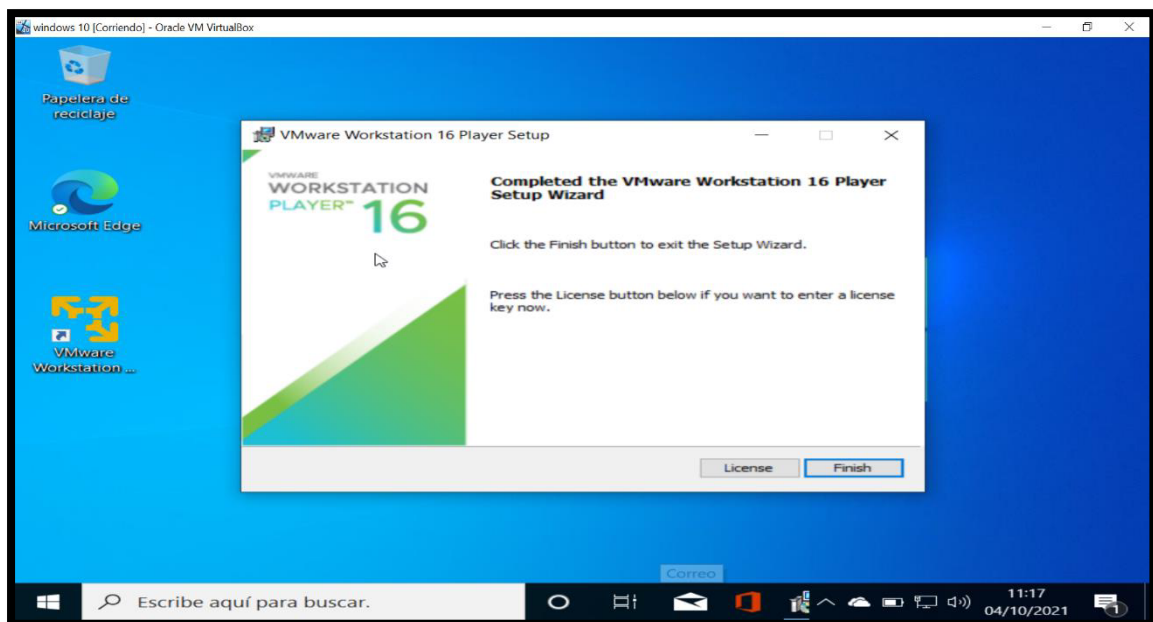 windows 10 [Corriendo] - Oracle VM VirtualBox
Papelera de
reciclaje
Microsoft Edge
VMware
Workstation ...
VMware Workstation 16 Player Setup
VMWARE
WORKSTATION
PLAYER™ 16
Completed the VMware Workstation 16 Player
Setup Wizard
Click the Finish button to exit the Setup Wizard.
Press the License button below if you want to enter a license
key now.
License
Finish
Correo
Escribe aquí para buscar.
11:17
04/10/2021
1